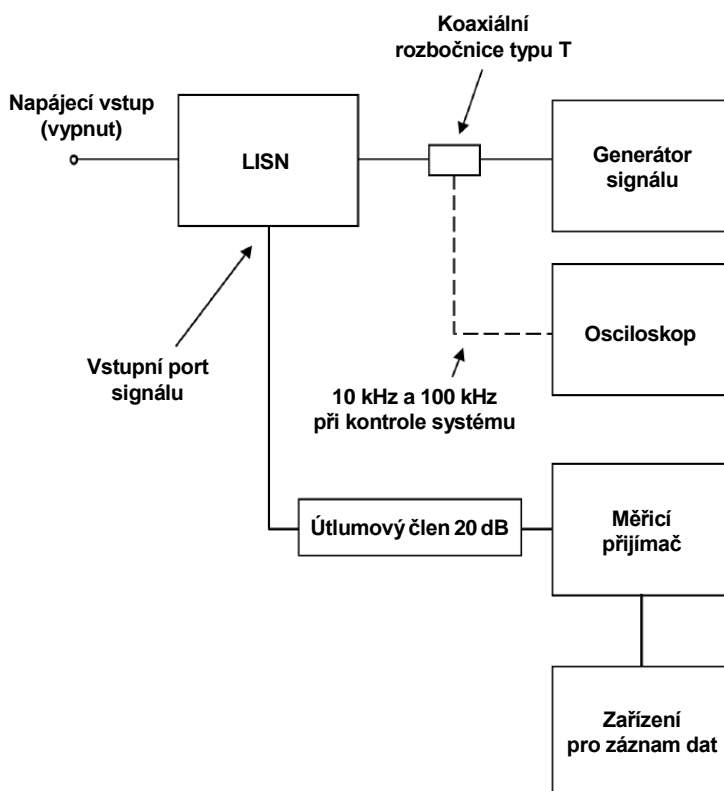 Koaxiální
rozbočnice typu T
Napájecí vstup
(vypnut)
LISN
Generátor
signálu
Osciloskop
Vstupní port
signálu
10 kHz a 100 kHz
při kontrole systému
Útlumový člen 20 dB
Měřicí
přijímač
Zařízení
pro záznam dat